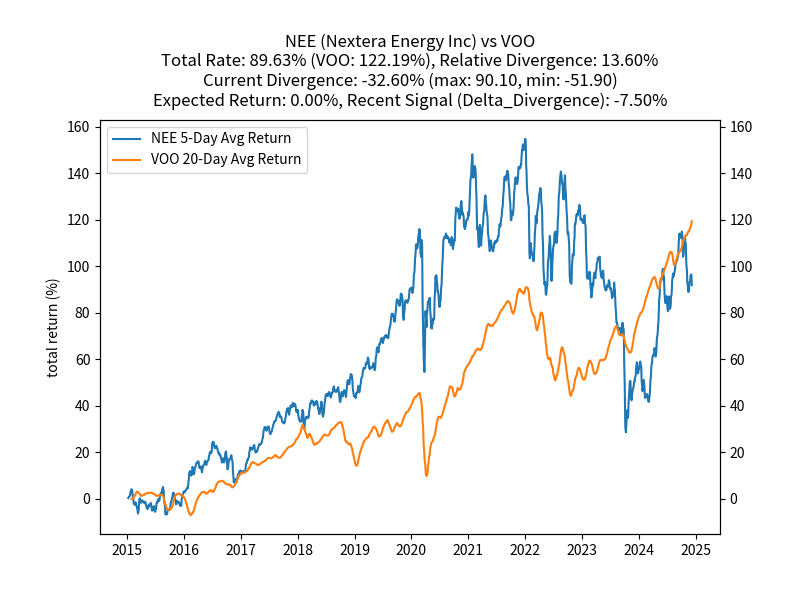 NEE (Nextera Energy Inc) vs VOO
Total Rate: 89.63% (VOO: 122.19%), Relative Divergence: 13.60%
Current Divergence: -32.60% (max: 90.10, min: -51.90)
Expected Return: 0.00%, Recent Signal (Delta_Divergence): -7.50%
NEE 5-Day Avg Return
VOO 20-Day Avg Return
total return (%)
160 160
140 140
120 120
100 100
80 80
60 60
40 40
20 20
0 0
2015 2016 2017 2018 2019 2020 2021 2022 2023 2024 2025